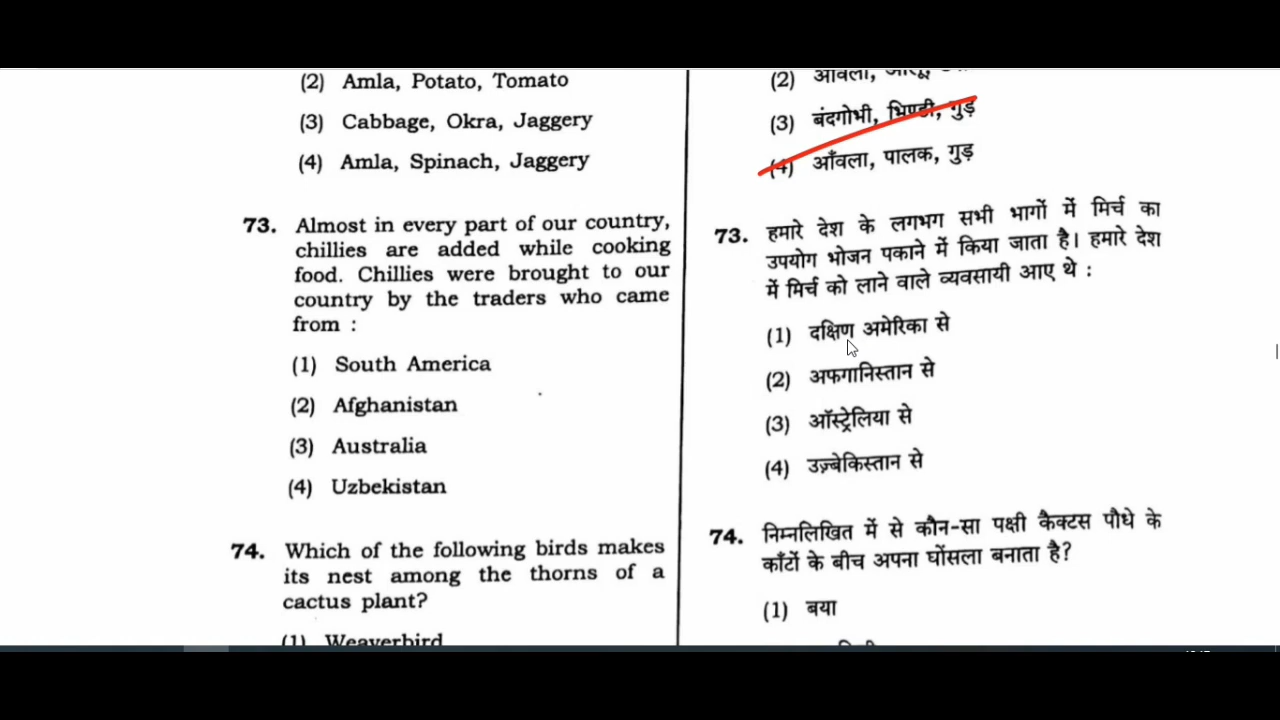 (2) Amla, Potato, Tomato
(3) Cabbage, Okra, Jaggery
(4) Amla, Spinach, Jaggery
73. Almost in every part of our country,
chillies are added while cooking
food. Chillies were brought to our
country by the traders who came
from :
(1) South America
(2) Afghanistan
(3) Australia
(4) Uzbekistan
74. Which of the following birds makes
its nest among the thorns of a
cactus plant?
(1) Weaverbird
(2) आँवला,
(3) बंदगोभी, भिण्डी, गुड़
(4) आँवला, पालक, गुड़
73. हमारे देश के लगभग सभी भागों में मिर्च का
उपयोग भोजन पकाने में किया जाता है। हमारे देश
में मिर्च को लाने वाले व्यवसायी आए थे :
(1) दक्षिण अमेरिका से
(2) अफगानिस्तान से
(3) ऑस्ट्रेलिया से
(4) उज़्बेकिस्तान से
74. निम्नलिखित में से कौन-सा पक्षी कैक्टस पौधे के
काँटों के बीच अपना घोंसला बनाता है?
(1) बया